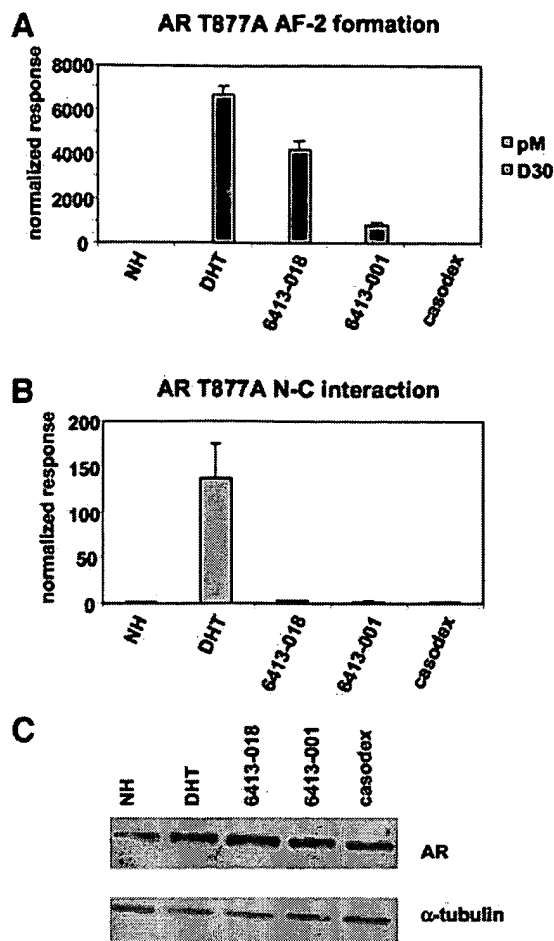 A
AR T877A AF-2 formation
normalized response
8000
6000
4000
2000
0
NH
DHT
6413-018
6413-001
casodex
pM
D30
B
AR T877A N-C interaction
normalized response
200
150
100
50
0
NH
DHT
6413-018
6413-001
casodex
C
NH
DHT
6413-018
6413-001
casodex
AR
α-tubulin